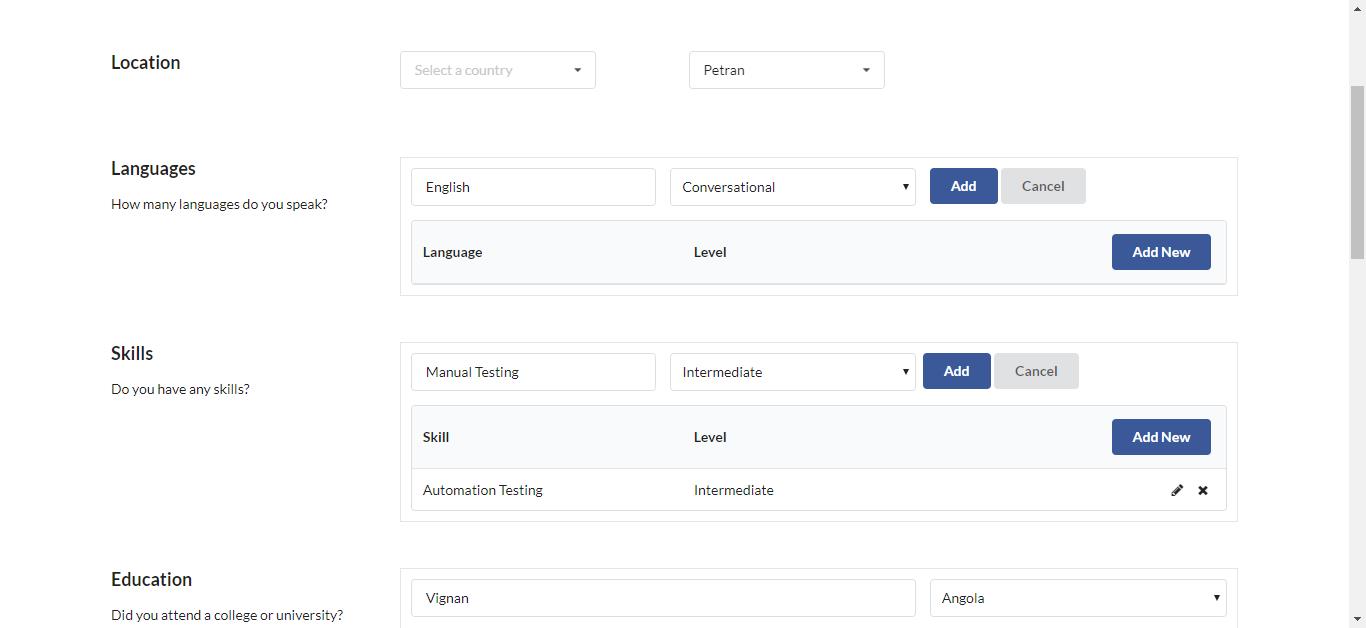 Location
Select a country
Petran
Languages
How many languages do you speak?
English
Conversational
Add
Cancel
Language
Level
Add New
Skills
Do you have any skills?
Manual Testing
Intermediate
Add
Cancel
Skill
Level
Add New
Automation Testing
Intermediate
Education
Did you attend a college or university?
Vignan
Angola